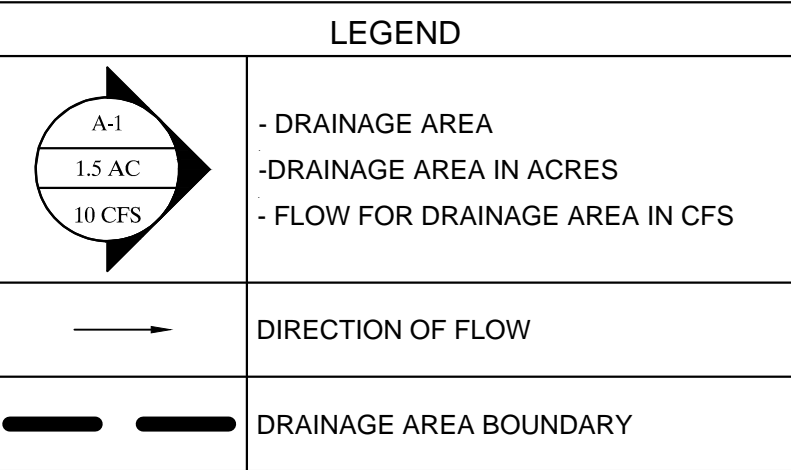 LEGEND
A-1
1.5 AC
10 CFS
- DRAINAGE AREA
-DRAINAGE AREA IN ACRES
- FLOW FOR DRAINAGE AREA IN CFS
DIRECTION OF FLOW
DRAINAGE AREA BOUNDARY